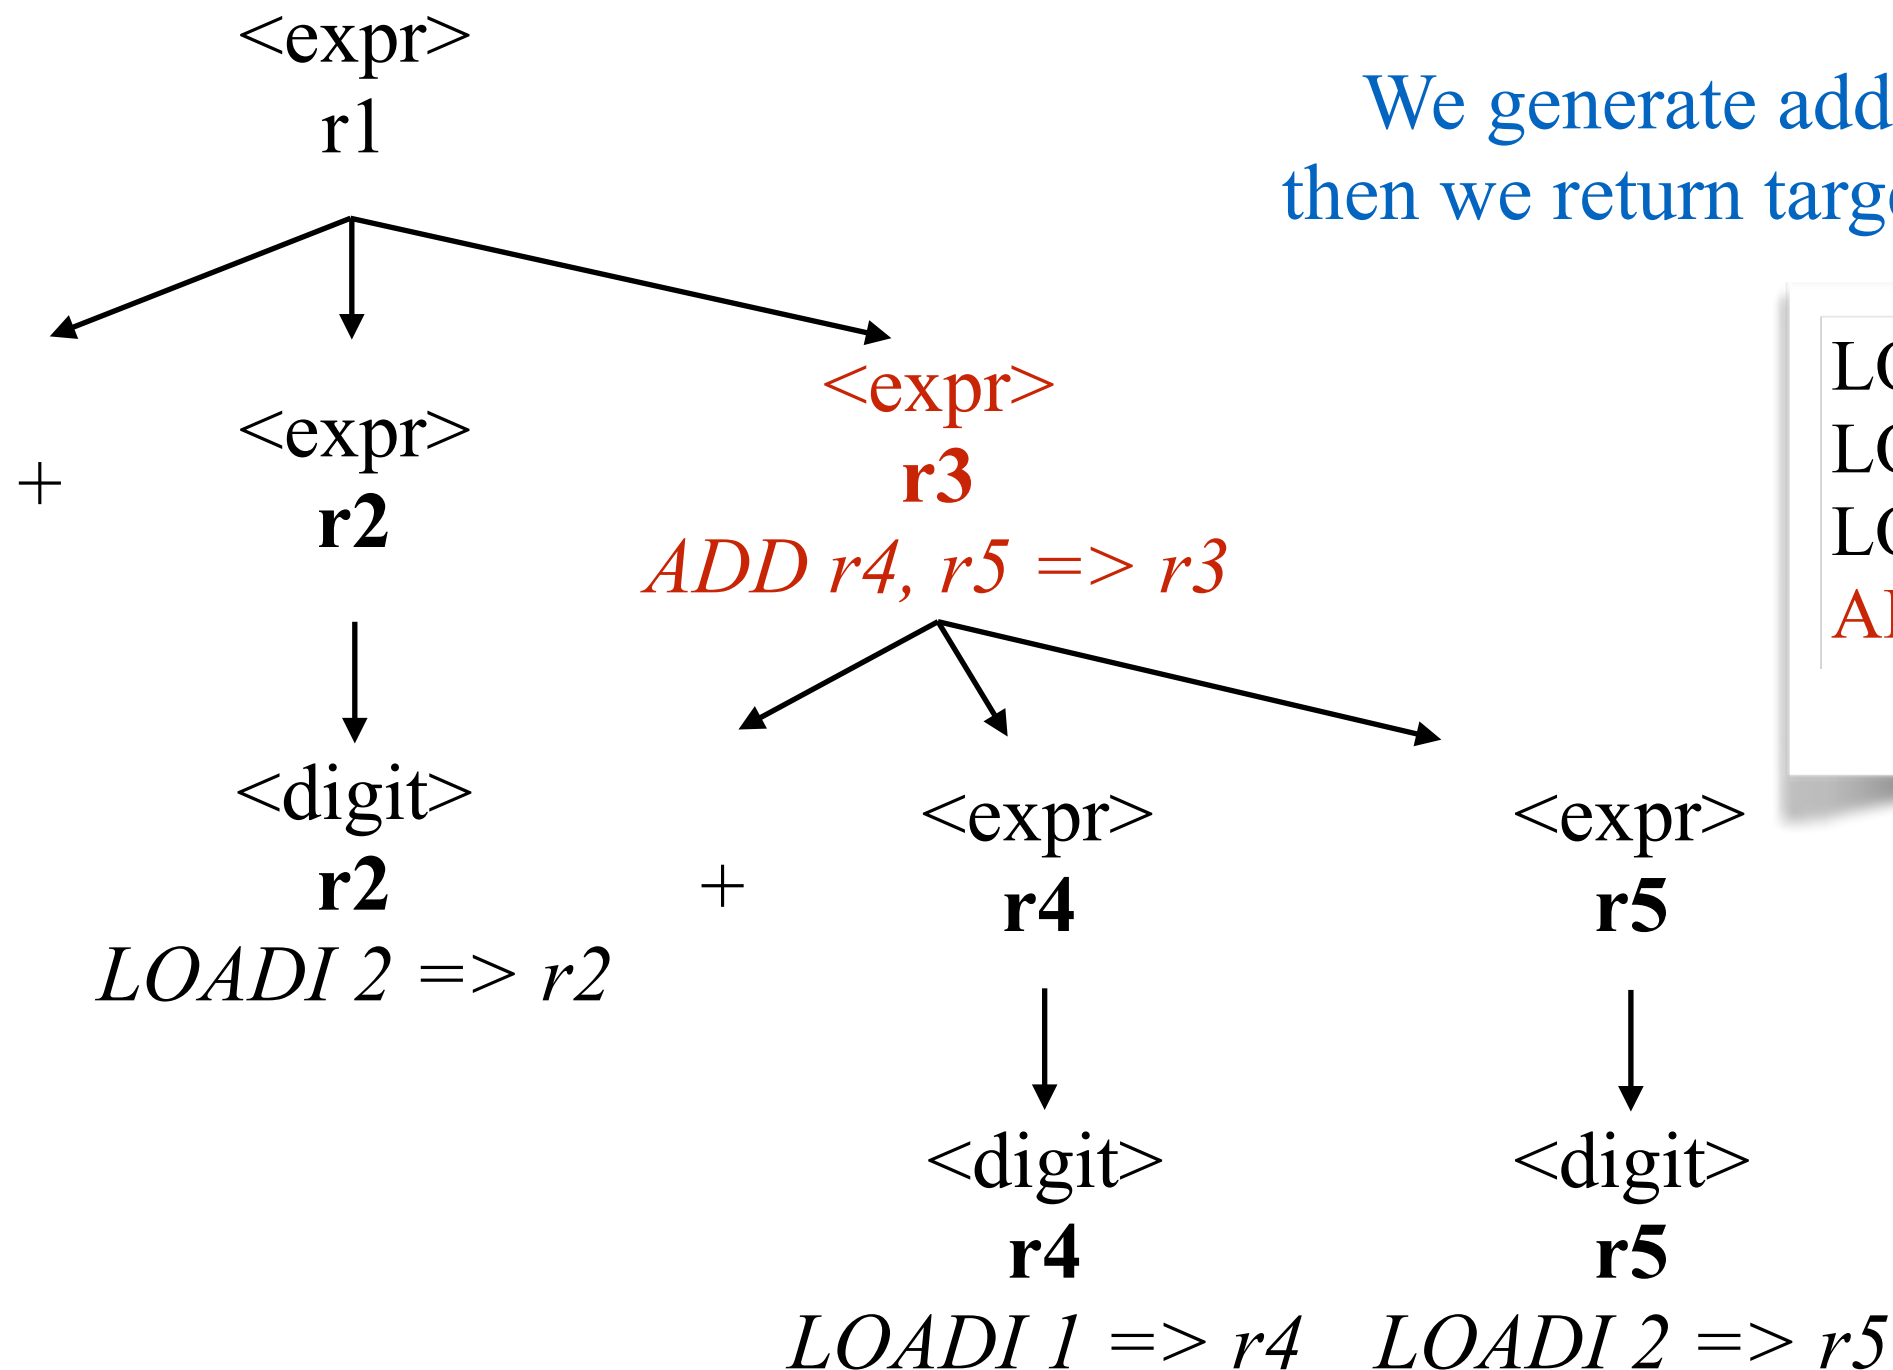 <expr>
r1
We generate add
then we return
+
<expr>
r2
<expr>
r3
ADD r4, r5 => r3
<digit>
r2
LOADI 2 => r2
+
<expr>
r4
<expr>
r5
<digit>
r4
LOADI 1 => r4
<digit>
r5
LOADI 2 => r5